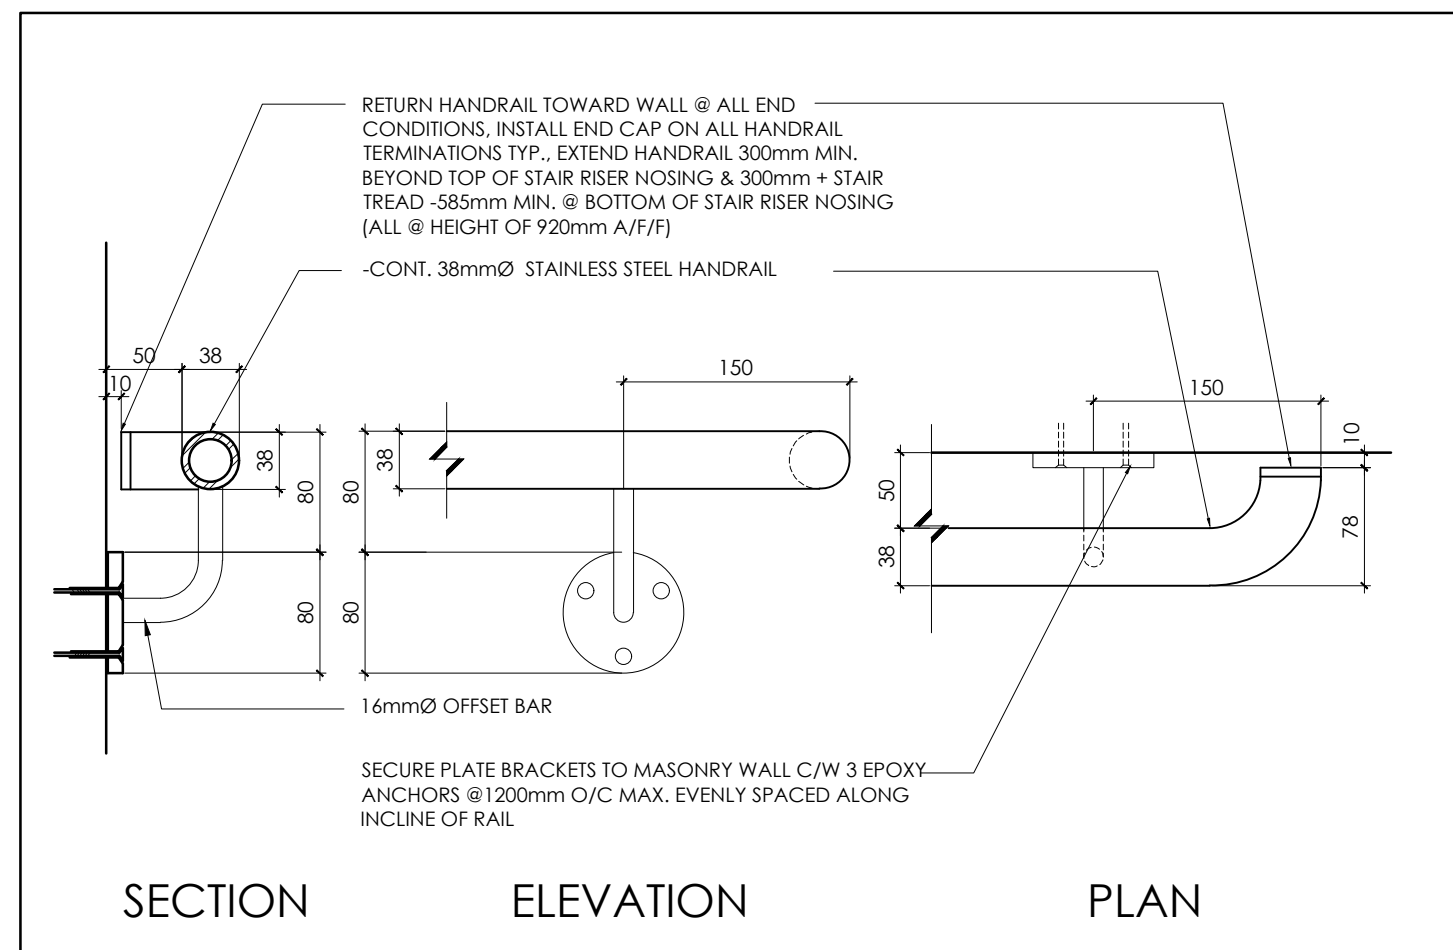 RETURN HANDRAIL TOWARD WALL @ ALL END
CONDITIONS, INSTALL END CAP ON ALL HANDRAIL
TERMINATIONS TYP., EXTEND HANDRAIL 300mm MIN.
BEYOND TOP OF STAIR RISER NOSING & 300mm + STAIR
TREAD -585mm MIN. @ BOTTOM OF STAIR RISER NOSING
(ALL @ HEIGHT OF 920mm A/F/F)
-CONT. 38mmØ STAINLESS STEEL HANDRAIL
50
38
10
38
80
80
150
38
80
80
150
10
50
38
78
16mmØ OFFSET BAR
SECURE PLATE BRACKETS TO MASONRY WALL C/W 3 EPOXY
ANCHORS @1200mm O/C MAX. EVENLY SPACED ALONG
INCLINE OF RAIL
SECTION
ELEVATION
PLAN